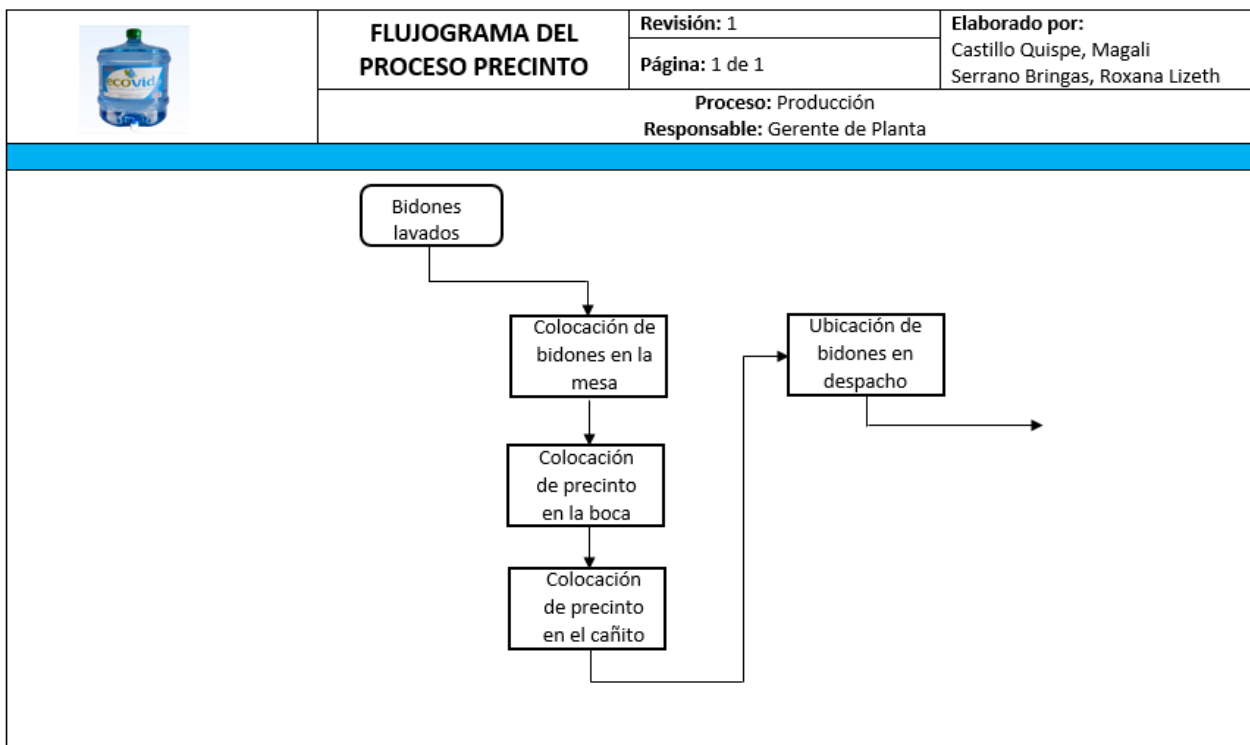 ecovid
FLUJOGRAMA DEL
PROCESO PRECINTO
Revisión: 1
Página: 1 de 1
Elaborado por:
Castillo Quispe, Magali
Serrano Bringas, Roxana Lizeth
Proceso: Producción
Responsable: Gerente de Planta
Bidones
lavados
Colocación de
bidones en la
mesa
Colocación
de precinto
en la boca
Colocación
de precinto
en el cañito
Ubicación de
bidones en
despacho